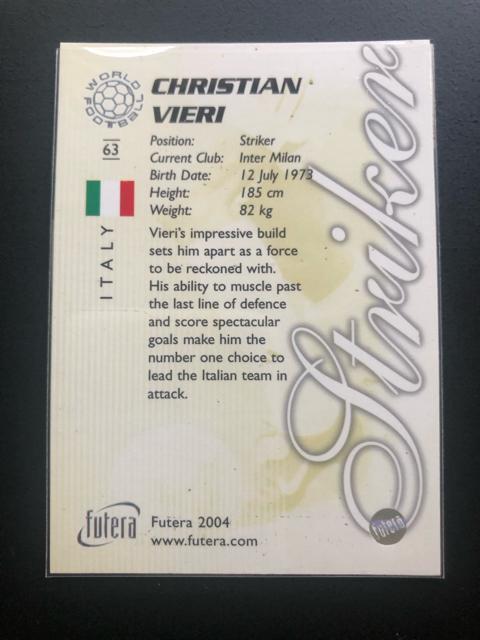 WORLD FOOTBALL
CHRISTIAN
VIERI
63
Position: Striker
Current Club: Inter Milan
Birth Date: 12 July 1973
Height: 185 cm
Weight: 82 kg
ITALY
Vieri's impressive build
sets him apart as a force
to be reckoned with.
His ability to muscle past
the last line of defence
and score spectacular
goals make him the
number one choice to
lead the Italian team in
attack.
Striker
futera
Futera 2004
www.futera.com
futera